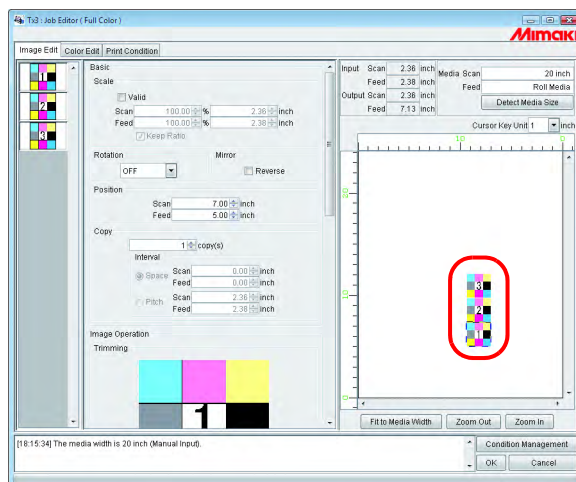 Tx3 : Job Editor ( Full Color )
Mimaki
Image Edit Color Edit Print Condition
1
2
3
Basic
Scale
Valid
Scan 100.00 % 2.36 inch
Feed 100.00 % 2.38 inch
Keep Ratio
Rotation Mirror
OFF Reverse
Position
Scan 7.00 inch
Feed 5.00 inch
Copy
1 copy(s)
Interval
Space Scan 0.00 inch
Feed 0.00 inch
Pitch Scan 2.36 inch
Feed 2.38 inch
Image Operation
Trimming
1
Input Scan 2.36 inch
Feed 2.38 inch
Output Scan 2.36 inch
Feed 7.13 inch
Media Scan 20 inch
Feed Roll Media
Detect Media Size
Cursor Key Unit 1 inch
10 0
20
10
0
3
2
1
Fit to Media Width Zoom Out Zoom In
[18:15:34] The media width is 20 inch (Manual Input).
Condition Management
OK Cancel